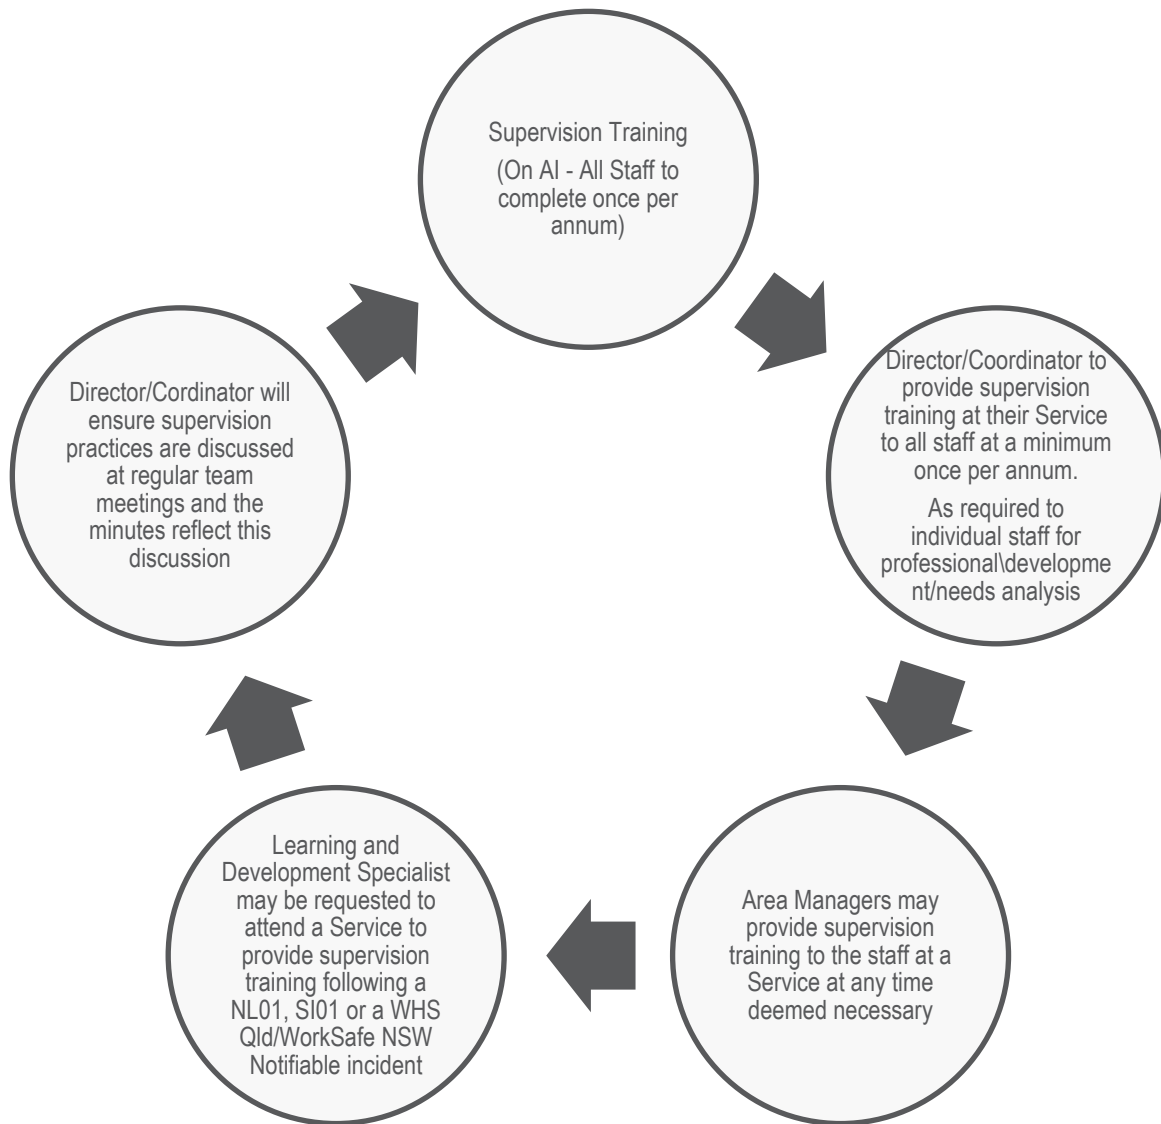 Supervision Training
(On AI - All Staff to
complete once per
annum)
Director/Coordinator to
provide supervision
training at their Service
to all staff at a minimum
once per annum.
As required to
individual staff for
professional\developme
nt/needs analysis
Area Managers may
provide supervision
training to the staff at a
Service at any time
deemed necessary
Learning and
Development Specialist
may be requested to
attend a Service to
provide supervision
training following a
NL01, SI01 or a WHS
Qld/WorkSafe NSW
Notifiable incident
Director/Cordinator will
ensure supervision
practices are discussed
at regular team
meetings and the
minutes reflect this
discussion